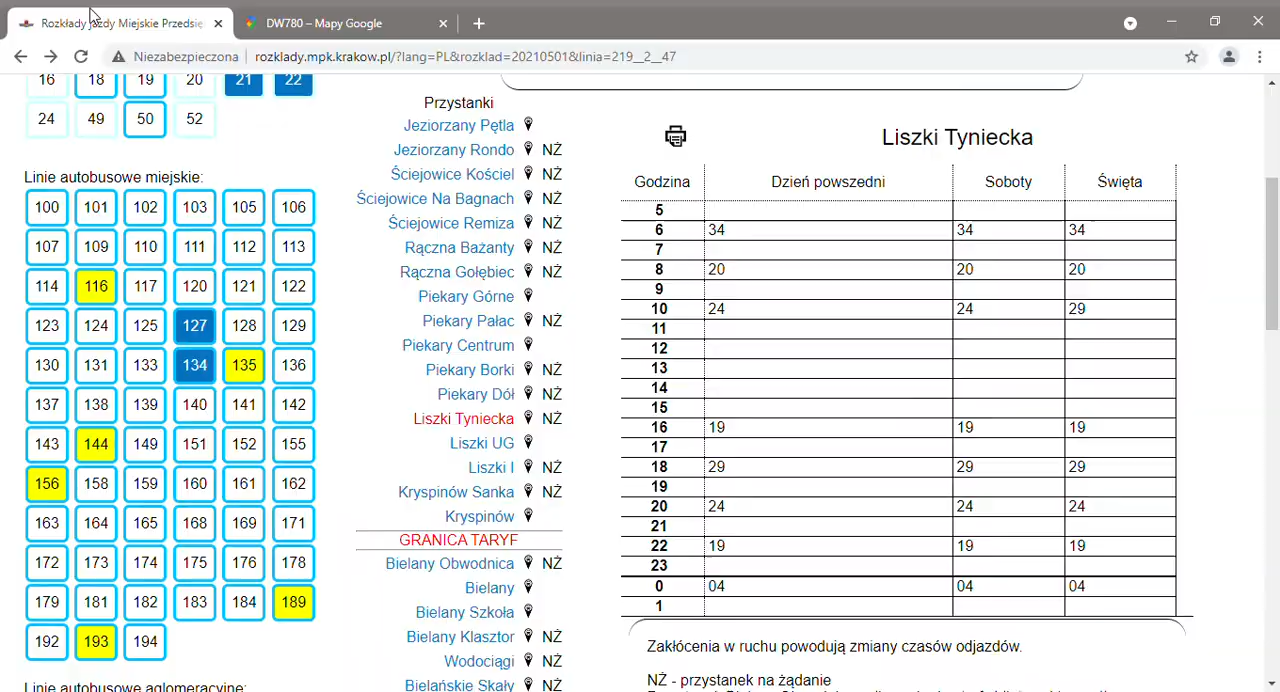 Rozkłady jazdy Miejskie Przedsię
DW780 – Mapy Google
Niezabezpieczona
rozklady.mpk.krakow.pl/?lang=PL&rozklad=20210501&linia=219__2__47
16 18 19 20 21 22
24 49 50 52
Linie autobusowe miejskie:
100 101 102 103 105 106
107 109 110 111 112 113
114 116 117 120 121 122
123 124 125 127 128 129
130 131 133 134 135 136
137 138 139 140 141 142
143 144 149 151 152 155
156 158 159 160 161 162
163 164 165 168 169 171
172 173 174 175 176 178
179 181 182 183 184 189
192 193 194
Linie autobusowe aglomeracyjne:
Przystanki
Jeziorzany Pętla
Jeziorzany Rondo NŻ
Ściejowice Kościel NŻ
Ściejowice Na Bagnach NŻ
Ściejowice Remiza NŻ
Rączna Bażanty NŻ
Rączna Gołębiec NŻ
Piekary Górne
Piekary Pałac NŻ
Piekary Centrum
Piekary Borki NŻ
Piekary Dół NŻ
Liszki Tyniecka NŻ
Liszki UG
Liszki I NŻ
Kryspinów Sanka NŻ
Kryspinów
GRANICA TARYF
Bielany Obwodnica NŻ
Bielany
Bielany Szkoła
Bielany Klasztor NŻ
Wodociągi NŻ
Bielańskie Skały NŻ
Liszki Tyniecka
Godzina Dzień powszedni Soboty Święta
5
6 34 34 34
7
8 20 20 20
9
10 24 24 29
11
12
13
14
15
16 19 19 19
17
18 29 29 29
19
20 24 24 24
21
22 19 19 19
23
0 04 04 04
1
Zakłócenia w ruchu powodują zmiany czasów odjazdów.
NŻ - przystanek na żądanie